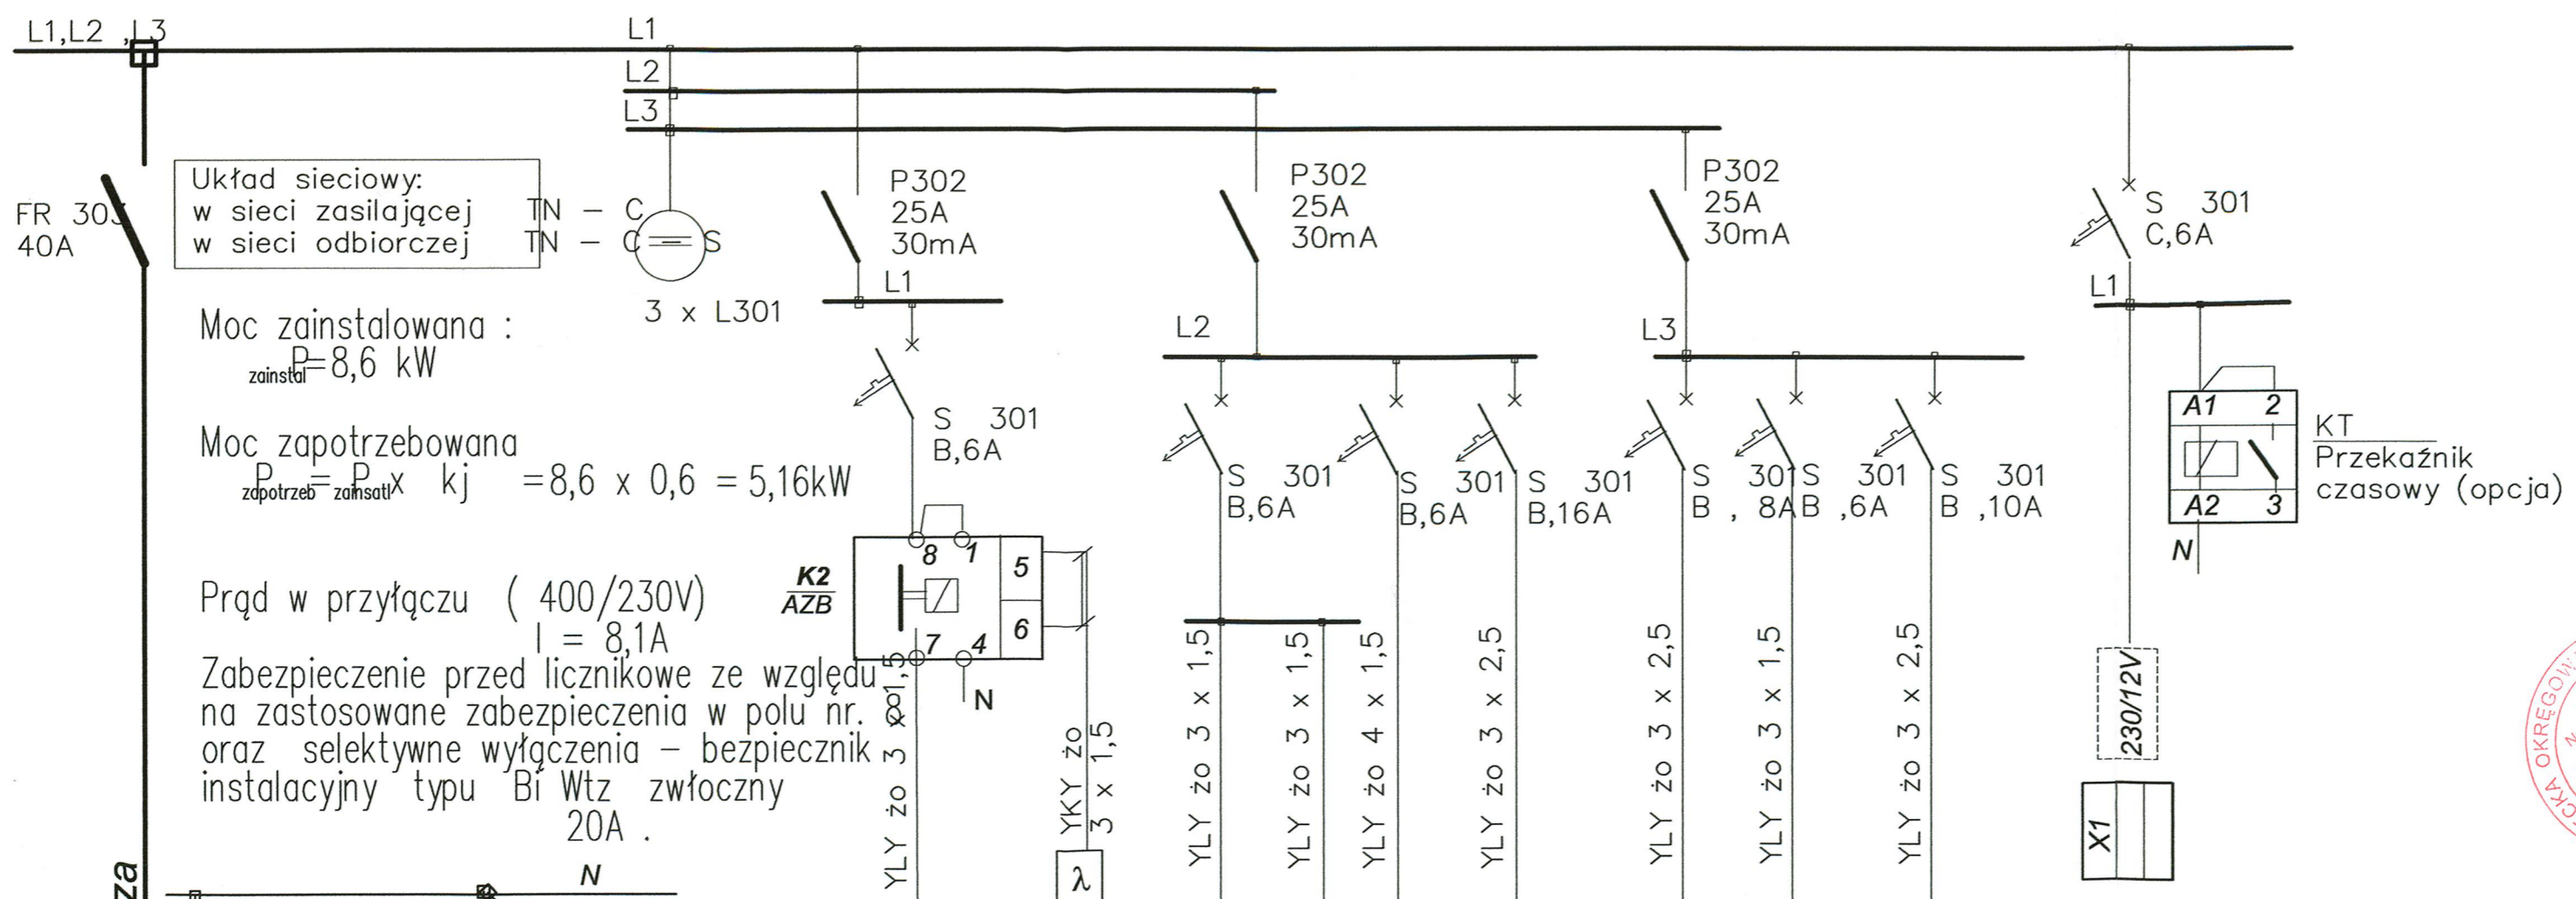 L1,L2 ,L3
L1
L2
L3
FR 303
40A
Układ sieciowy:
w sieci zasilającej TN – C
w sieci odbiorczej TN – C – S
3 x L301
P302
25A
30mA
P302
25A
30mA
P302
25A
30mA
S 301
C,6A
L1
L2
L3
L1
Moc zainstalowana :
P zainstal =8,6 kW
Moc zapotrzebowana
P zapotrzeb = P zainsatl x kj =8,6 x 0,6 = 5,16kW
Prąd w przyłączu ( 400/230V)
I = 8,1A
Zabezpieczenie przed licznikowe ze względu
na zastosowane zabezpieczenia w polu nr.
oraz selektywne wyłączenia – bezpiecznik
instalacyjny typu Bi Wtz zwłoczny
20A .
S 301
B,6A
S 301
B,6A
S 301
B,6A
S 301
B,16A
S 301
B , 8A
S 301
B ,6A
S 301
B ,10A
A1 2
A2 3
N
KT
Przekaźnik
czasowy (opcja)
K2
AZB
8 1 5
6
7 4
N
YLY żo 3 x 1,5
YKY żo
3 x 1,5
λ
YLY żo 3 x 1,5
YLY żo 3 x 1,5
YLY żo 4 x 1,5
YLY żo 3 x 2,5
YLY żo 3 x 2,5
YLY żo 3 x 1,5
YLY żo 3 x 2,5
230/12V
X1
N
za